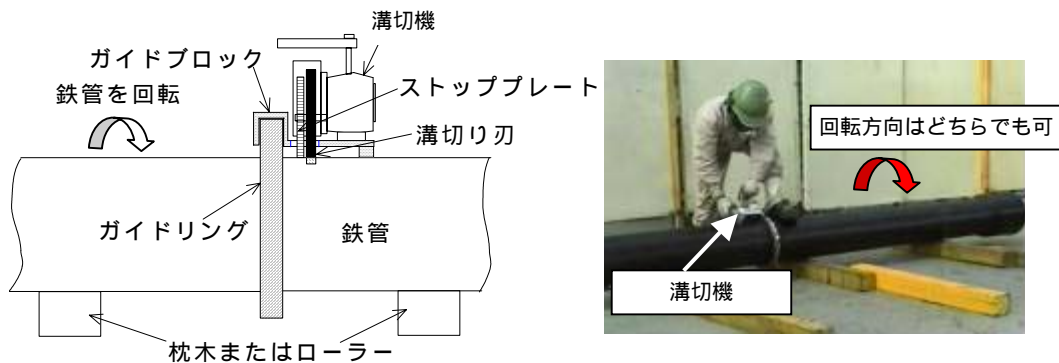 溝切機
ガイドブロック
鉄管を回転
ストッププレート
溝切り刃
ガイドリング
鉄管
枕木またはローラー
回転方向はどちらでも可
溝切機